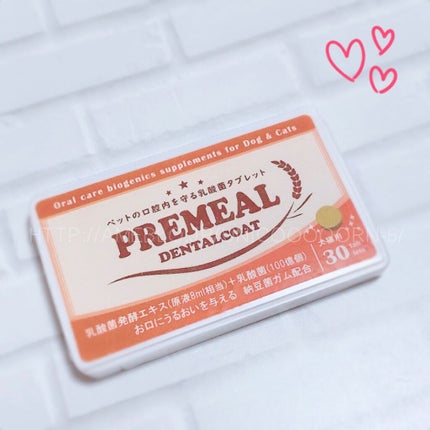 Oral care biogenics supplements for Dog & Cats
ペットの口腔内を守る乳酸菌タブレット
PREMEAL
DENTALCOAT
30
乳酸菌発酵エキス(原液8ml相当)+乳酸菌(100億個)
お口にうるおいを与える 納豆菌ガム配合